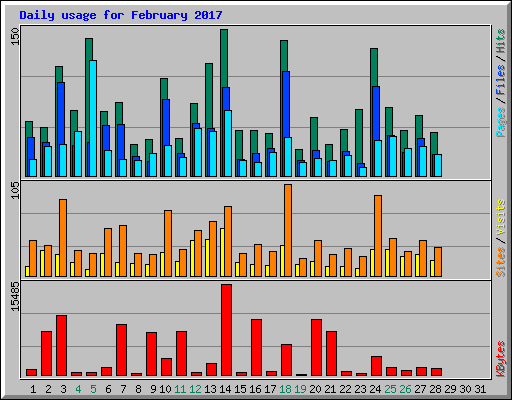 Daily usage for February 2017
150
Pages / Files / Hits
105
Sites / Visits
15485
KBytes
1 2 3 4 5 6 7 8 9 10 11 12 13 14 15 16 17 18 19 20 21 22 23 24 25 26 27 28 29 30 31